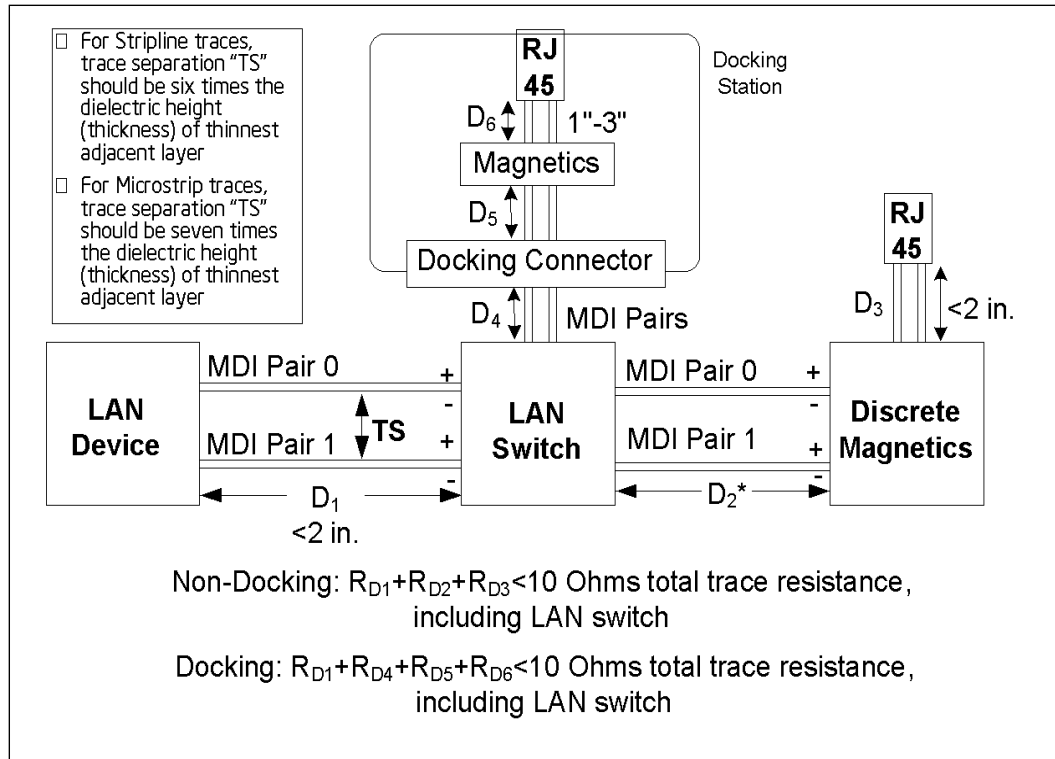 For Stripline traces,
trace separation “TS”
should be six times the
dielectric height
(thickness) of thinnest
adjacent layer
For Microstrip traces,
trace separation “TS”
should be seven times
the dielectric height
(thickness) of thinnest
adjacent layer
RJ
45
Docking
Station
D6
1"-3"
Magnetics
D5
Docking Connector
D4
MDI Pairs
RJ
45
D3
<2 in.
LAN
Device
MDI Pair 0
+
-
TS
MDI Pair 1
+
-
D1
<2 in.
LAN
Switch
MDI Pair 0
+
-
MDI Pair 1
+
-
D2*
Discrete
Magnetics
Non-Docking: RD1+RD2+RD3<10 Ohms total trace resistance,
including LAN switch
Docking: RD1+RD4+RD5+RD6<10 Ohms total trace resistance,
including LAN switch